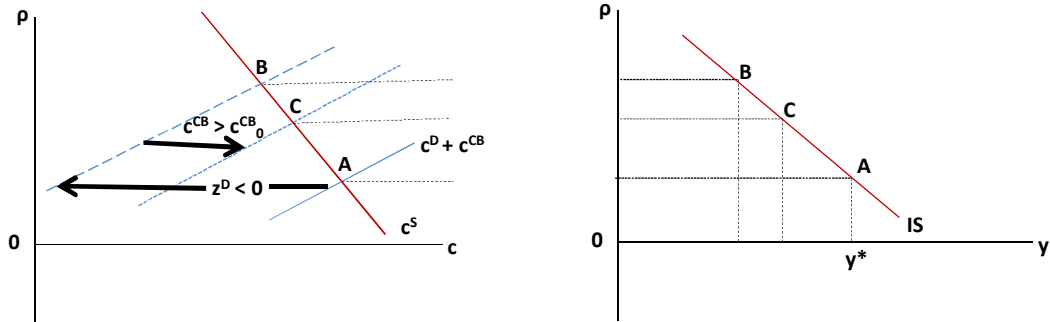 ρ
B
C
c^CB > c^CB_0
A
c^D + c^CB
z^D < 0
c^S
0
c
ρ
B
C
A
IS
0
y*
y